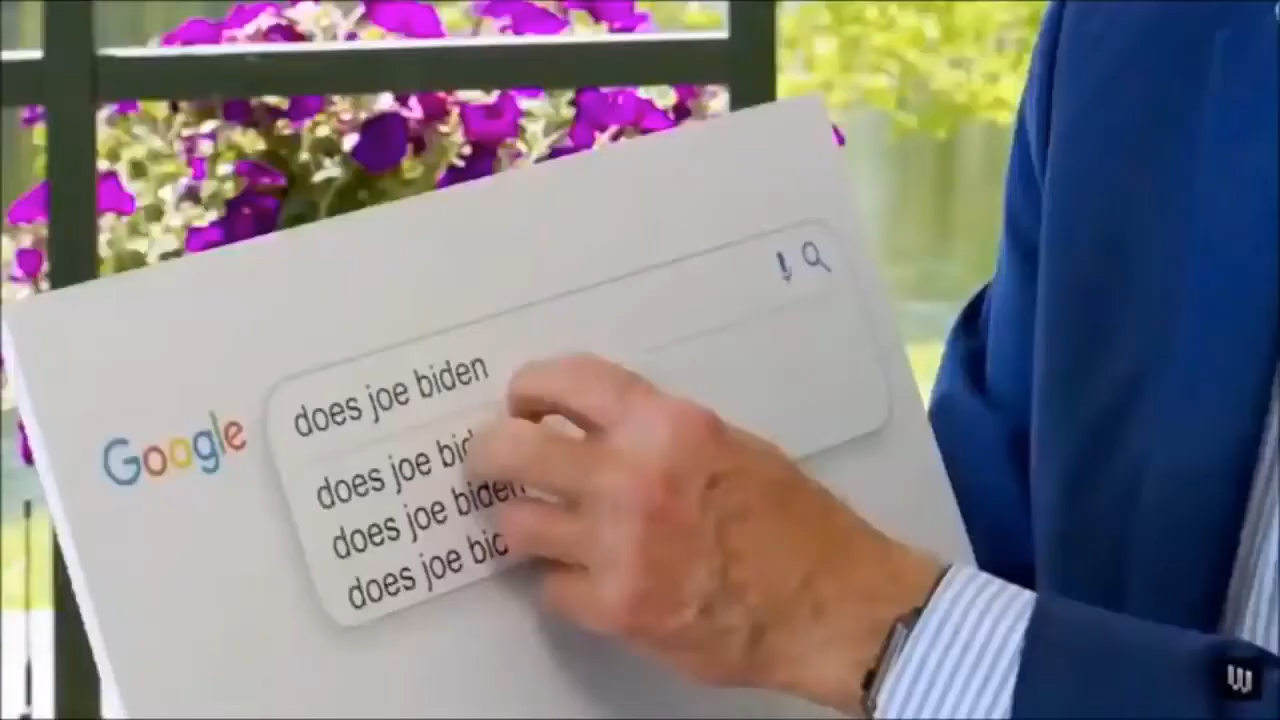 does joe biden
Google
does joe bid
does joe biden
does joe bic
W